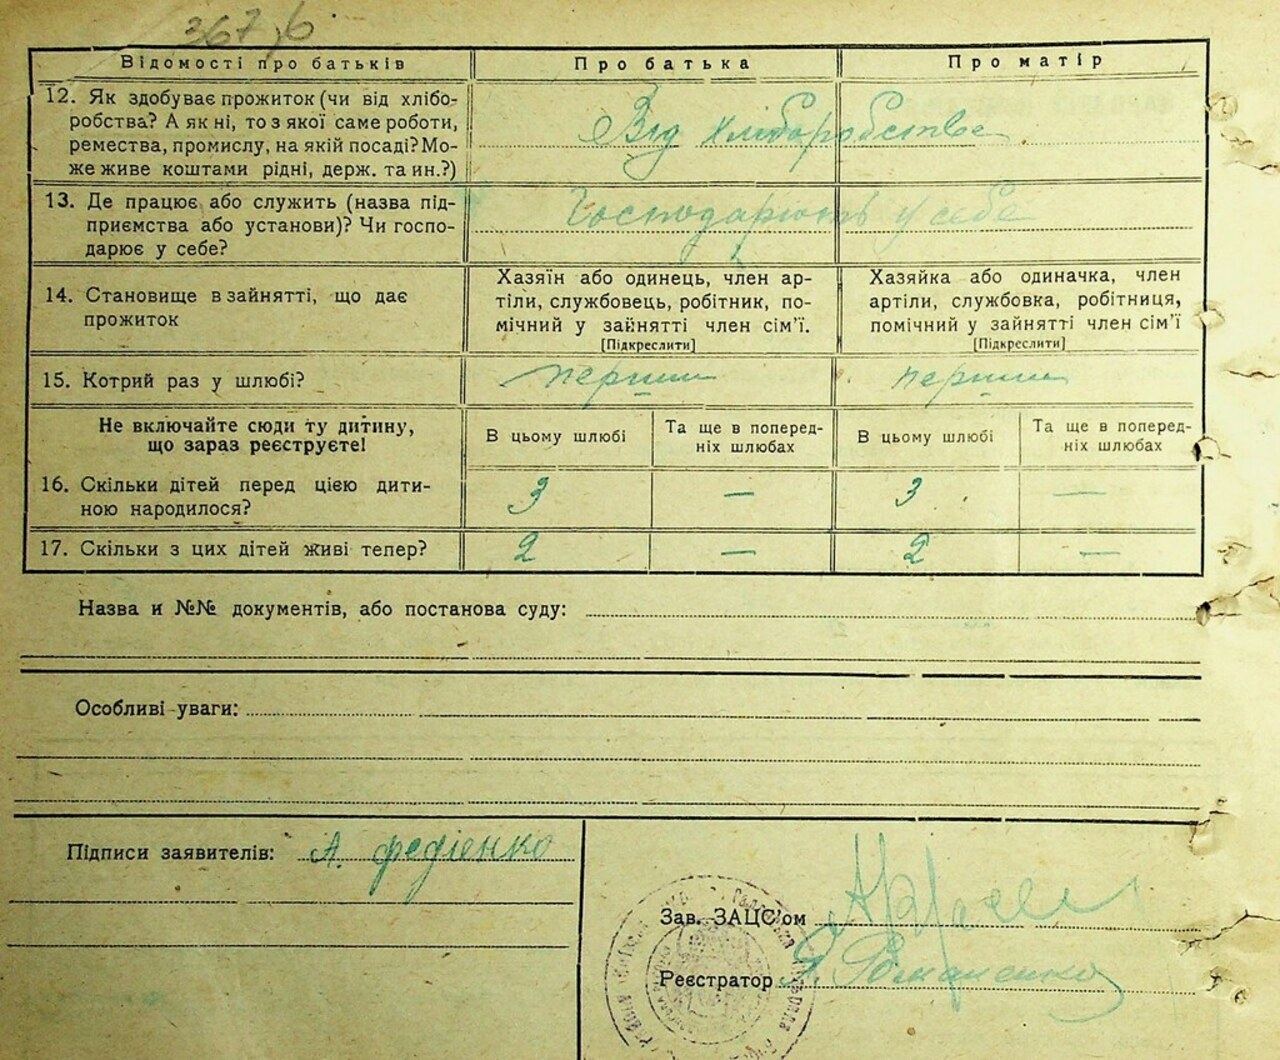 367,б
Відомості про батьків
Про батька
Про матір
12. Як здобуває прожиток (чи від хлібо-
робства? А як ні, то з якої саме роботи,
ремества, промислу, на якій посаді? Мо-
же живе коштами рідні, держ. та ин.?)
Від хліборобства
13. Де працює або служить (назва під-
приємства або установи)? Чи госпо-
дарює у себе?
Господарюють у себе
14. Становище в зайнятті, що дає
прожиток
Хазяїн або одинець, член ар-
тіли, службовець, робітник, по-
мічний у зайнятті член сім’ї.
[Підкреслити]
Хазяйка або одиначка, член
артіли, службовка, робітниця,
помічний у зайнятті член сім’ї
[Підкреслити]
15. Котрий раз у шлюбі?
перший
перший
Не включайте сюди ту дитину,
що зараз реєструєте!
В цьому шлюбі
Та ще в поперед-
ніх шлюбах
В цьому шлюбі
Та ще в поперед-
ніх шлюбах
16. Скільки дітей перед цією дити-
ною народилося?
3
—
3
—
17. Скільки з цих дітей живі тепер?
2
—
2
—
Назва и №№ документів, або постанова суду:
Особливі уваги:
Підписи заявителів: А. Федіенко
Зав. ЗАЦС’ом
Реєстратор Романенко